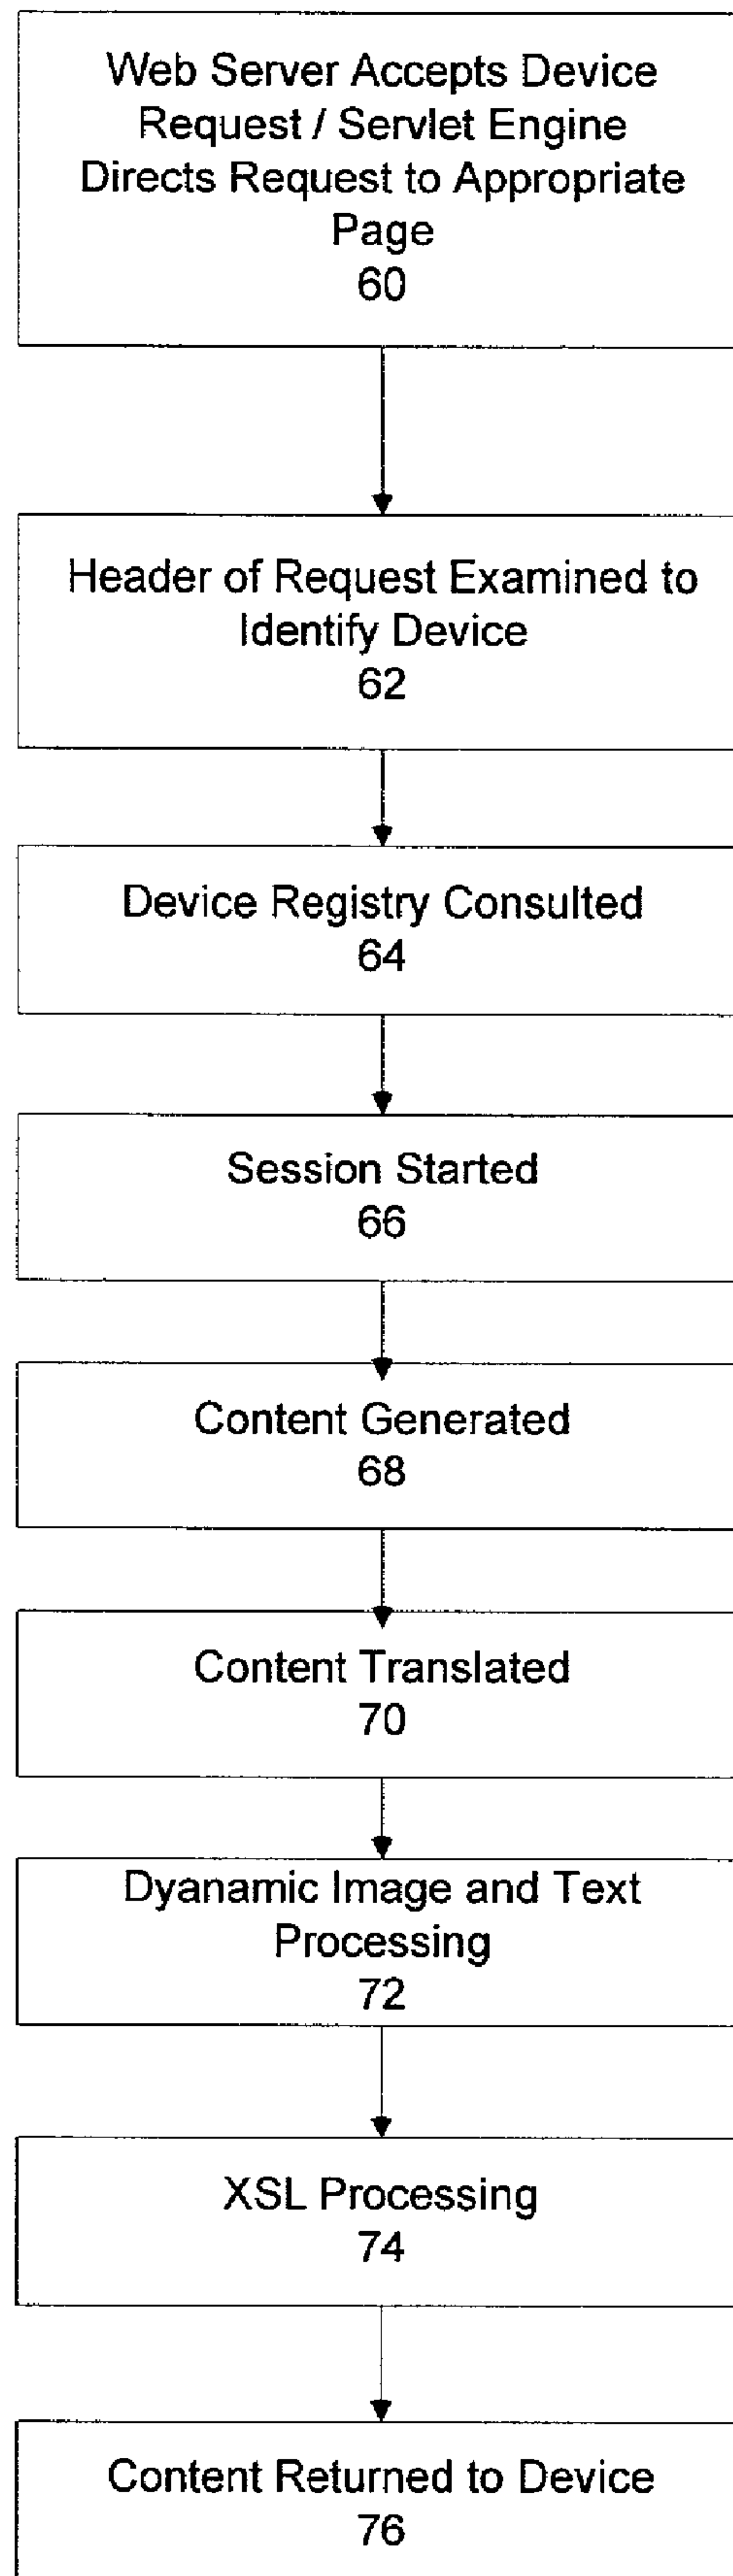 Web Server Accepts Device
Request / Servlet Engine
Directs Request to Appropriate
Page
60
Header of Request Examined to
Identify Device
62
Device Registry Consulted
64
Session Started
66
Content Generated
68
Content Translated
70
Dyanamic Image and Text
Processing
72
XSL Processing
74
Content Returned to Device
76